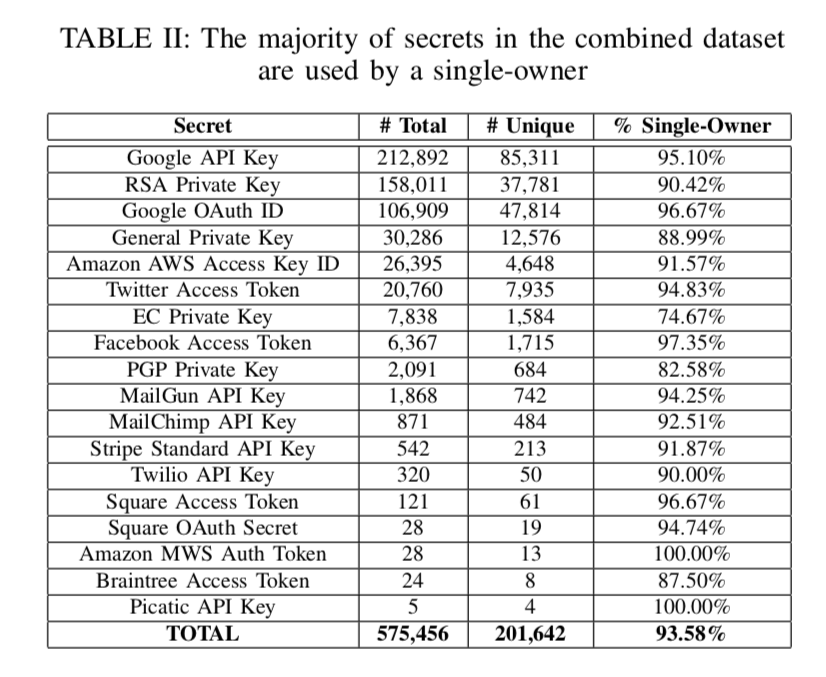 TABLE II: The majority of secrets in the combined dataset
are used by a single-owner
Secret # Total # Unique % Single-Owner
Google API Key 212,892 85,311 95.10%
RSA Private Key 158,011 37,781 90.42%
Google OAuth ID 106,909 47,814 96.67%
General Private Key 30,286 12,576 88.99%
Amazon AWS Access Key ID 26,395 4,648 91.57%
Twitter Access Token 20,760 7,935 94.83%
EC Private Key 7,838 1,584 74.67%
Facebook Access Token 6,367 1,715 97.35%
PGP Private Key 2,091 684 82.58%
MailGun API Key 1,868 742 94.25%
MailChimp API Key 871 484 92.51%
Stripe Standard API Key 542 213 91.87%
Twilio API Key 320 50 90.00%
Square Access Token 121 61 96.67%
Square OAuth Secret 28 19 94.74%
Amazon MWS Auth Token 28 13 100.00%
Braintree Access Token 24 8 87.50%
Picatic API Key 5 4 100.00%
TOTAL 575,456 201,642 93.58%